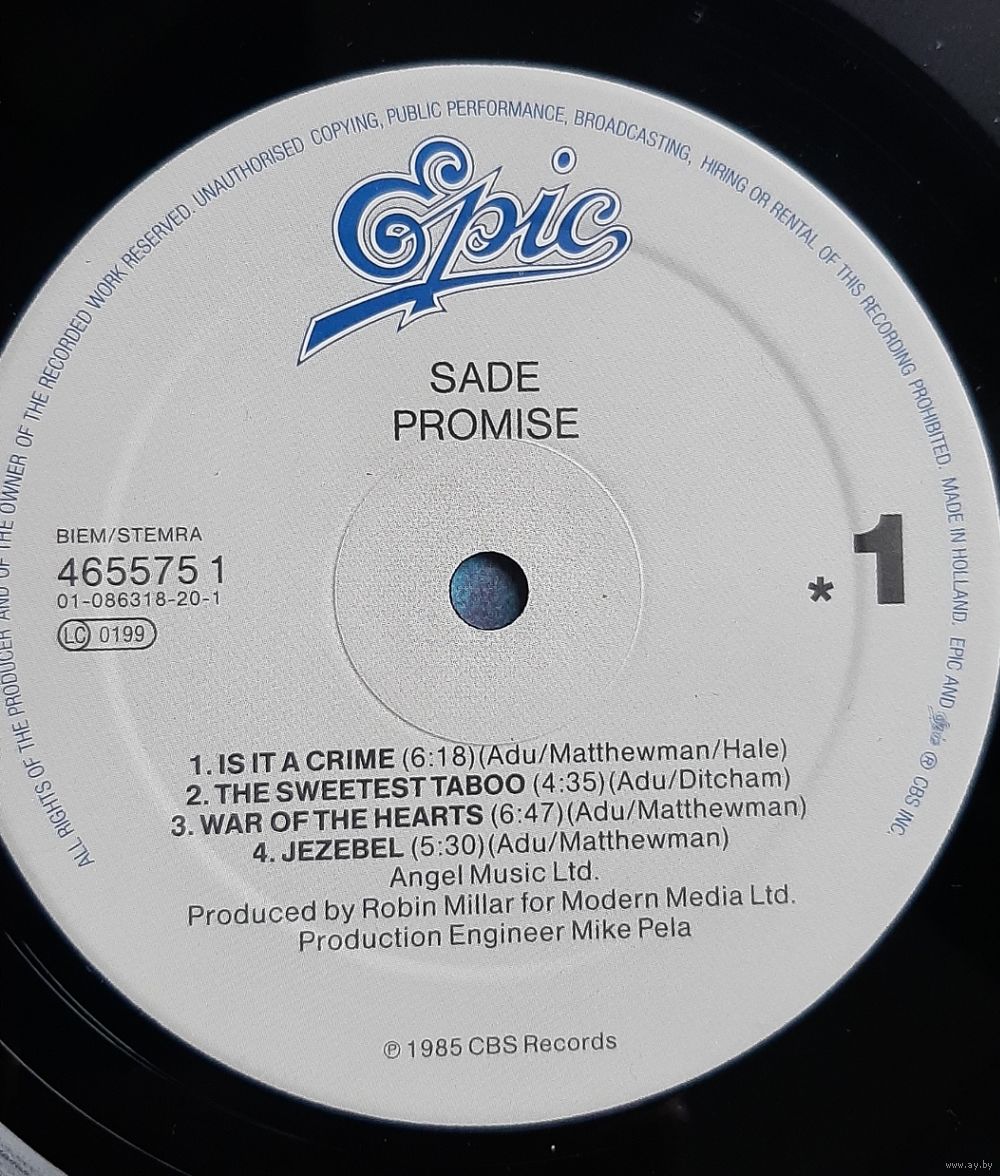 ALL RIGHTS OF THE PRODUCER AND OF THE OWNER OF THE RECORDED WORK RESERVED. UNAUTHORISED COPYING, PUBLIC PERFORMANCE, BROADCASTING, HIRING OR RENTAL OF THIS RECORDING PROHIBITED. MADE IN HOLLAND. EPIC AND Epic ® CBS INC.
Epic
SADE
PROMISE
BIEM/STEMRA
465575 1
01-086318-20-1
LC 0199
* 1
1. IS IT A CRIME (6:18)(Adu/Matthewman/Hale)
2. THE SWEETEST TABOO (4:35)(Adu/Ditcham)
3. WAR OF THE HEARTS (6:47)(Adu/Matthewman)
4. JEZEBEL (5:30)(Adu/Matthewman)
Angel Music Ltd.
Produced by Robin Millar for Modern Media Ltd.
Production Engineer Mike Pela
℗ 1985 CBS Records
www.ay.by